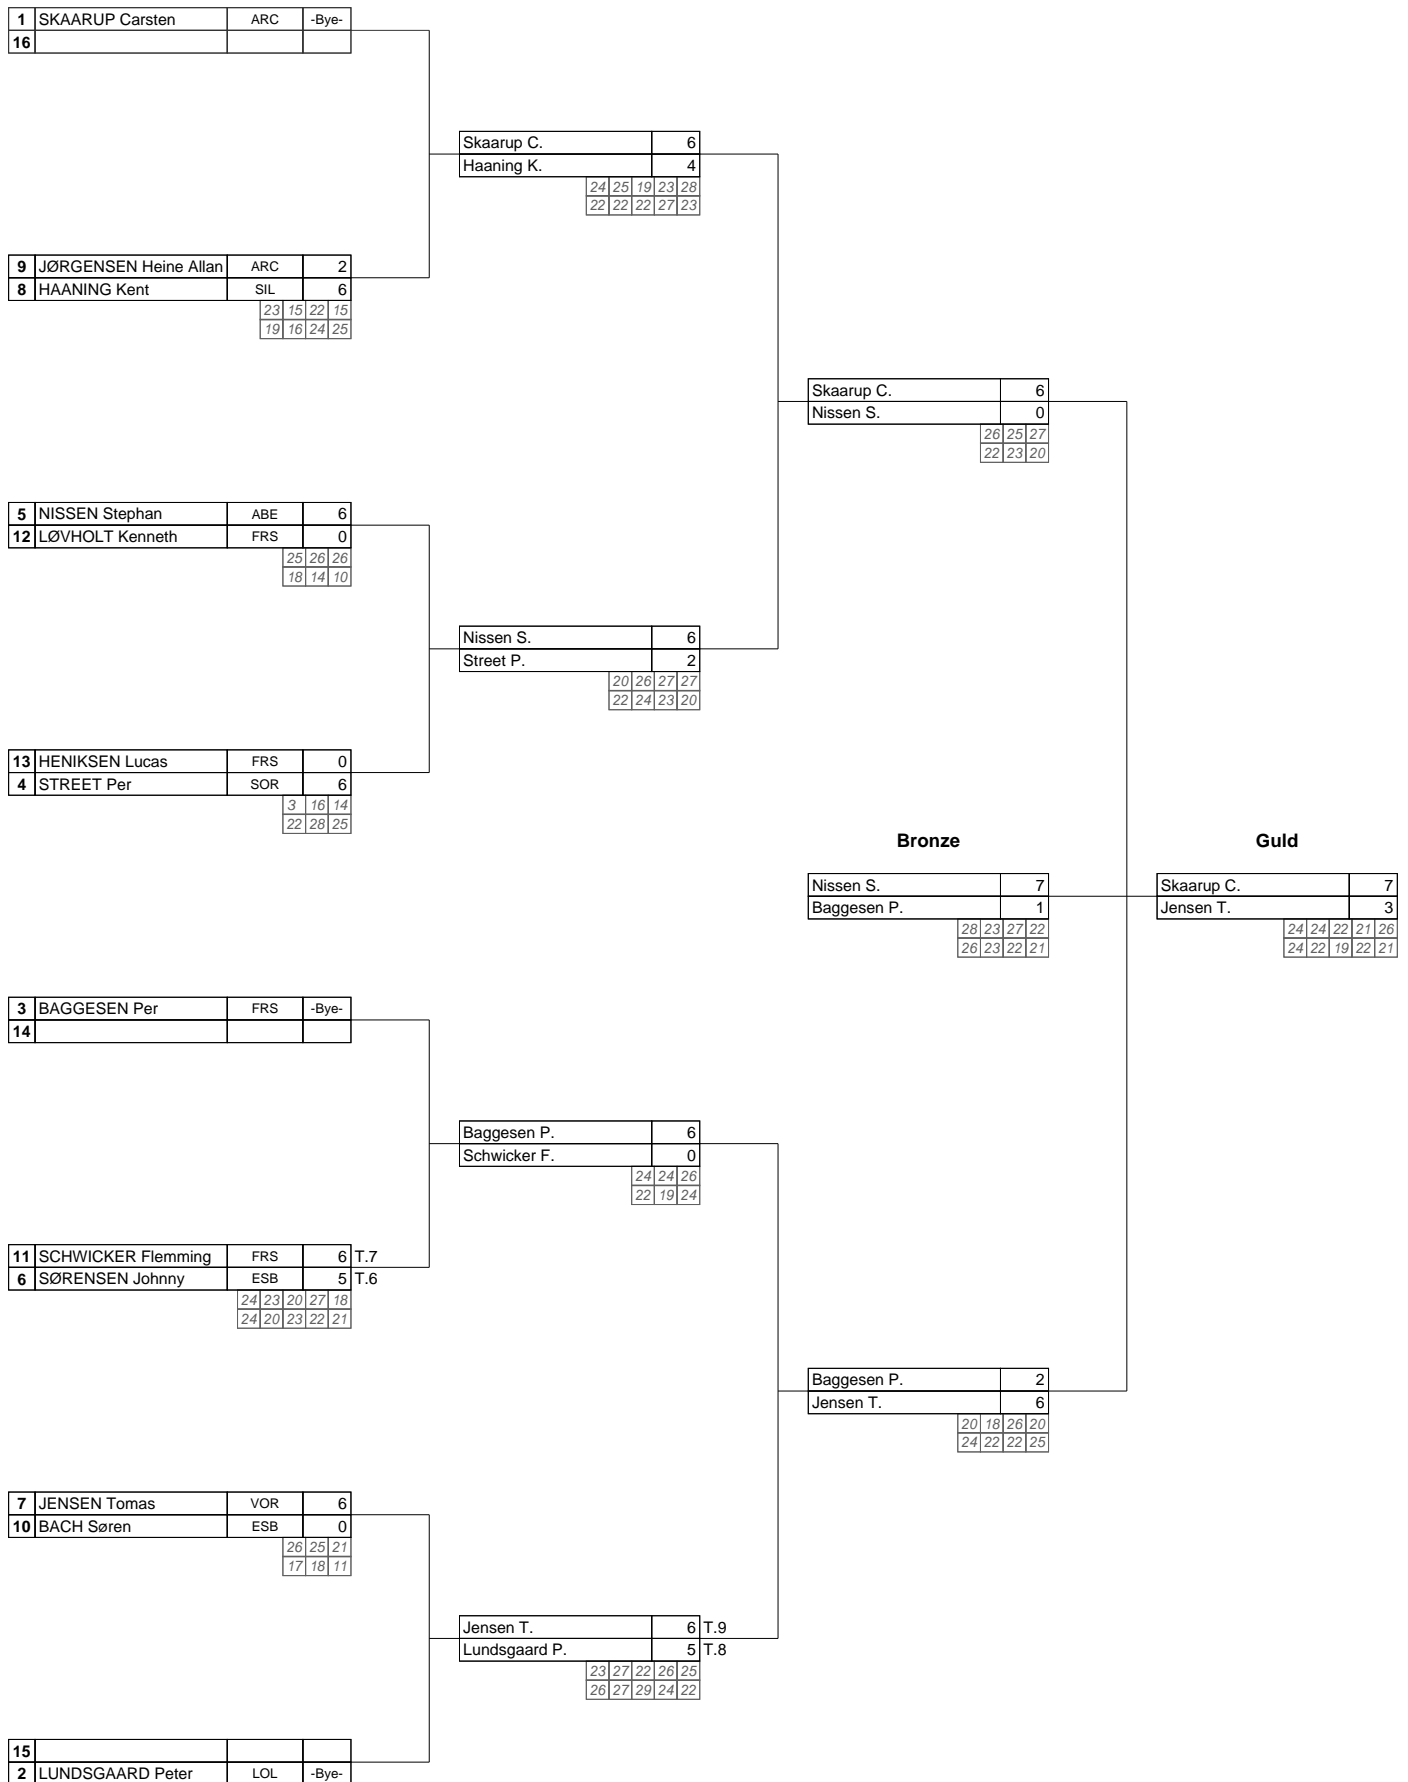 1 SKAARUP Carsten ARC -Bye-
16
Skaarup C. 6
Haaning K. 4
24 25 19 23 28
22 22 22 27 23
9 JØRGENSEN Heine Allan ARC 2
8 HAANING Kent SIL 6
23 15 22 15
19 16 24 25
Skaarup C. 6
Nissen S. 0
26 25 27
22 23 20
5 NISSEN Stephan ABE 6
12 LØVHOLT Kenneth FRS 0
25 26 26
18 14 10
Nissen S. 6
Street P. 2
20 26 27 27
22 24 23 20
13 HENIKSEN Lucas FRS 0
4 STREET Per SOR 6
3 16 14
22 28 25
Bronze
Nissen S. 7
Baggesen P. 1
28 23 27 22
26 23 22 21
Guld
Skaarup C. 7
Jensen T. 3
24 24 22 21 26
24 22 19 22 21
3 BAGGESEN Per FRS -Bye-
14
Baggesen P. 6
Schwicker F. 0
24 24 26
22 19 24
11 SCHWICKER Flemming FRS 6 T.7
6 SØRENSEN Johnny ESB 5 T.6
24 23 20 27 18
24 20 23 22 21
Baggesen P. 2
Jensen T. 6
20 18 26 20
24 22 22 25
7 JENSEN Tomas VOR 6
10 BACH Søren ESB 0
26 25 21
17 18 11
Jensen T. 6 T.9
Lundsgaard P. 5 T.8
23 27 22 26 25
26 27 29 24 22
15
2 LUNDSGAARD Peter LOL -Bye-